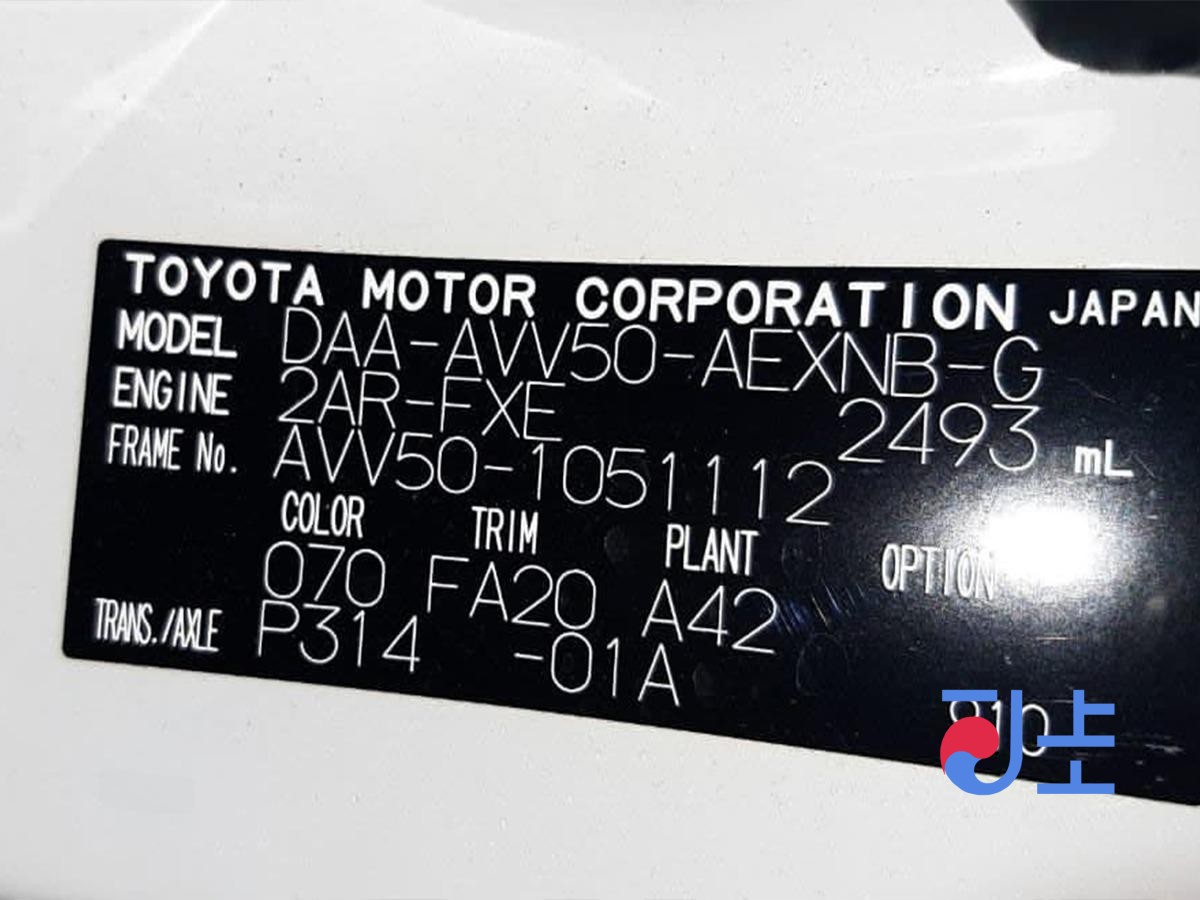 TOYOTA MOTOR CORPORATION JAPAN
MODEL DAA-AVV50-AEXNB-G
ENGINE 2AR-FXE 2493 mL
FRAME No. AVV50-1051112
COLOR TRIM PLANT OPTION
070 FA20 A42
TRANS./AXLE P314 -01A